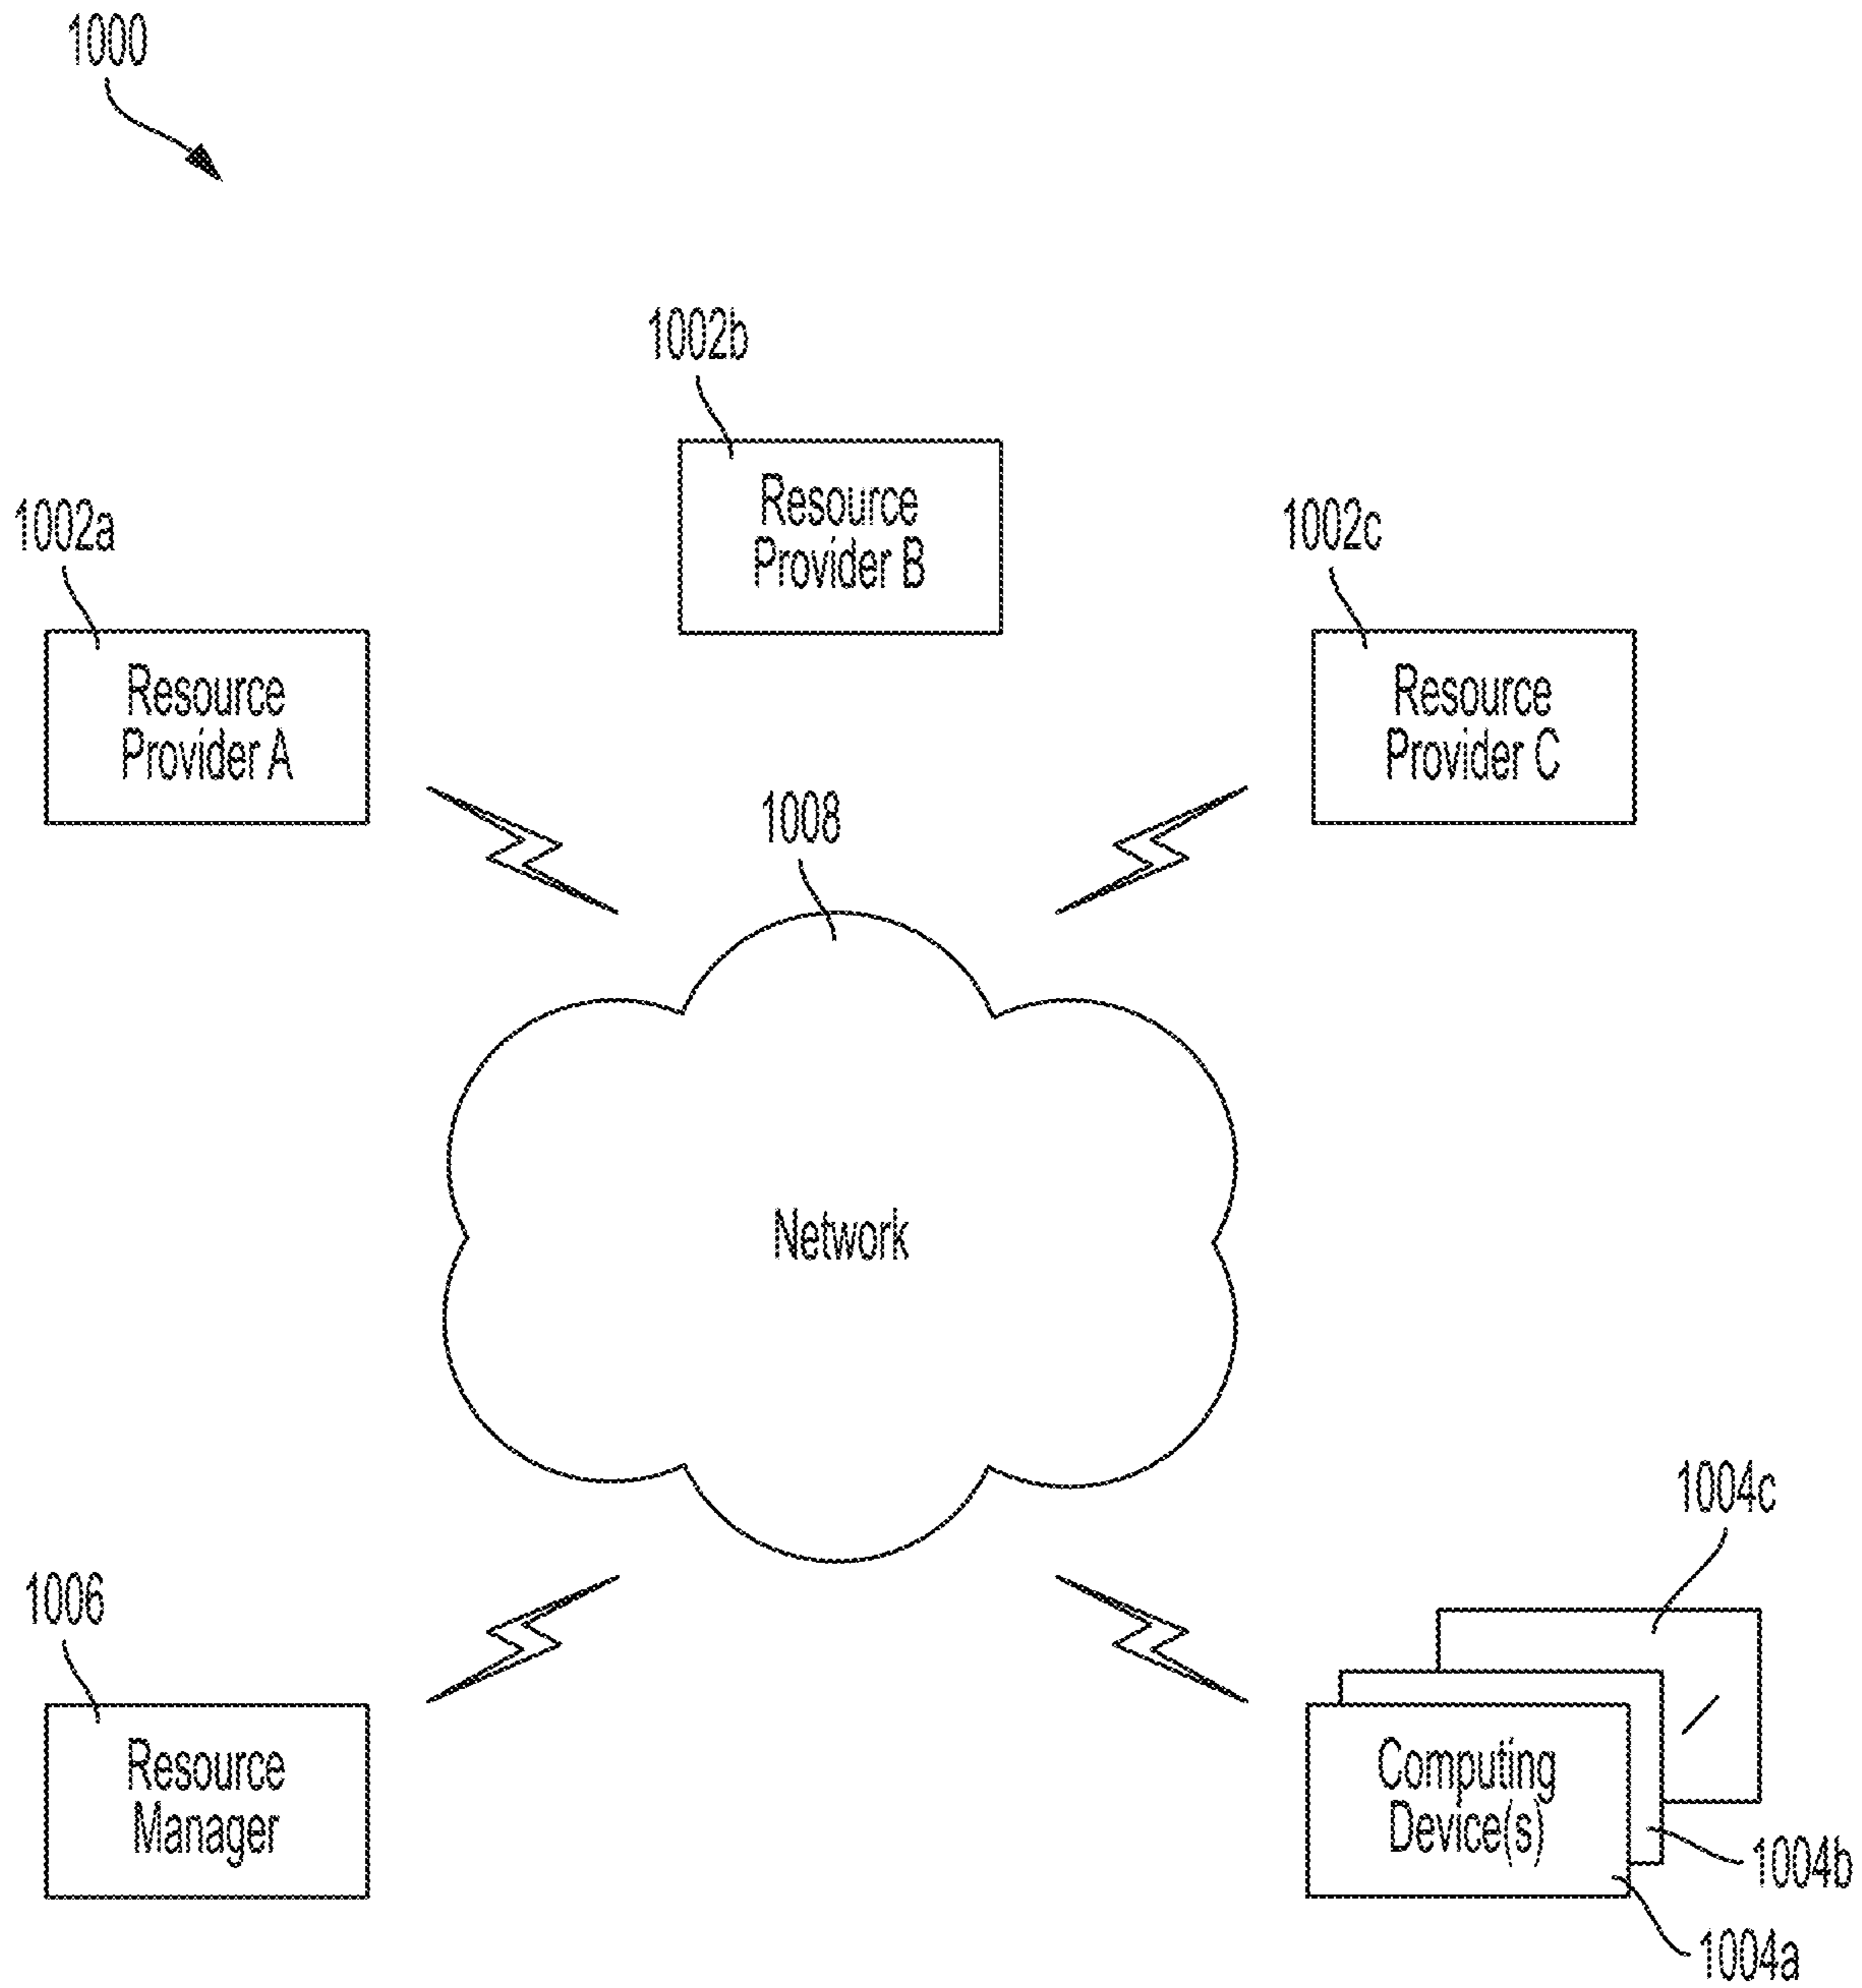 1000
1002b
Resource
Provider B
1002a
Resource
Provider A
1002c
Resource
Provider C
1008
Network
1006
Resource
Manager
1004c
Computing
Device(s)
1004b
1004a